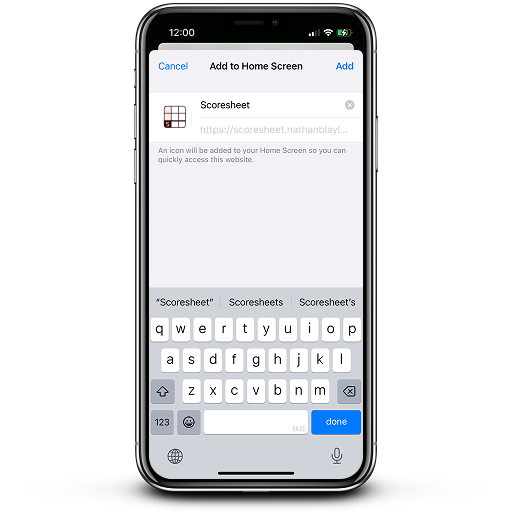 12:00
Cancel
Add to Home Screen
Add
Scoresheet
https://scoresheet.nathanblayl...
An icon will be added to your Home Screen so you can
quickly access this website.
“Scoresheet”
Scoresheets
Scoresheet's
q w e r t y u i o p
a s d f g h j k l
z x c v b n m
123
done